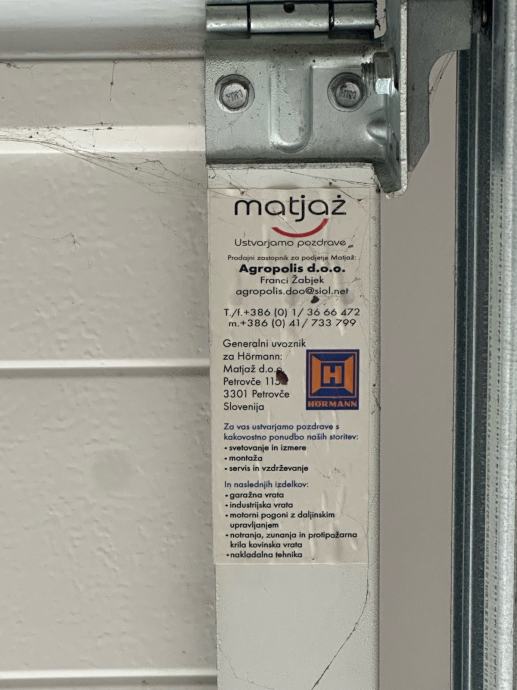 matjaž
Ustvarjamo pozdrave
Prodajni zastopnik za podjetje Matjaž:
Agropolis d.o.o.
Franci Žabjek
agropolis.doo@siol.net
T./f.+386 (0) 1/ 36 66 472
m.+386 (0) 41/ 733 799
Generalni uvoznik
za Hörmann:
Matjaž d.o.o.
Petrovče
3301 Petrovče
Slovenija
H
HÖRMANN
Za vas ustvarjamo pozdrave s
kakovostno ponudbo naših storitev:
• svetovanje in izmere
• montaža
• servis in vzdrževanje
In naslednjih izdelkov:
• garažna vrata
• industrijska vrata
• motorni pogoni z daljinskim
upravljanjem
• notranja, zunanja in protipožarna
krila kovinska vrata
• nakladalna tehnika